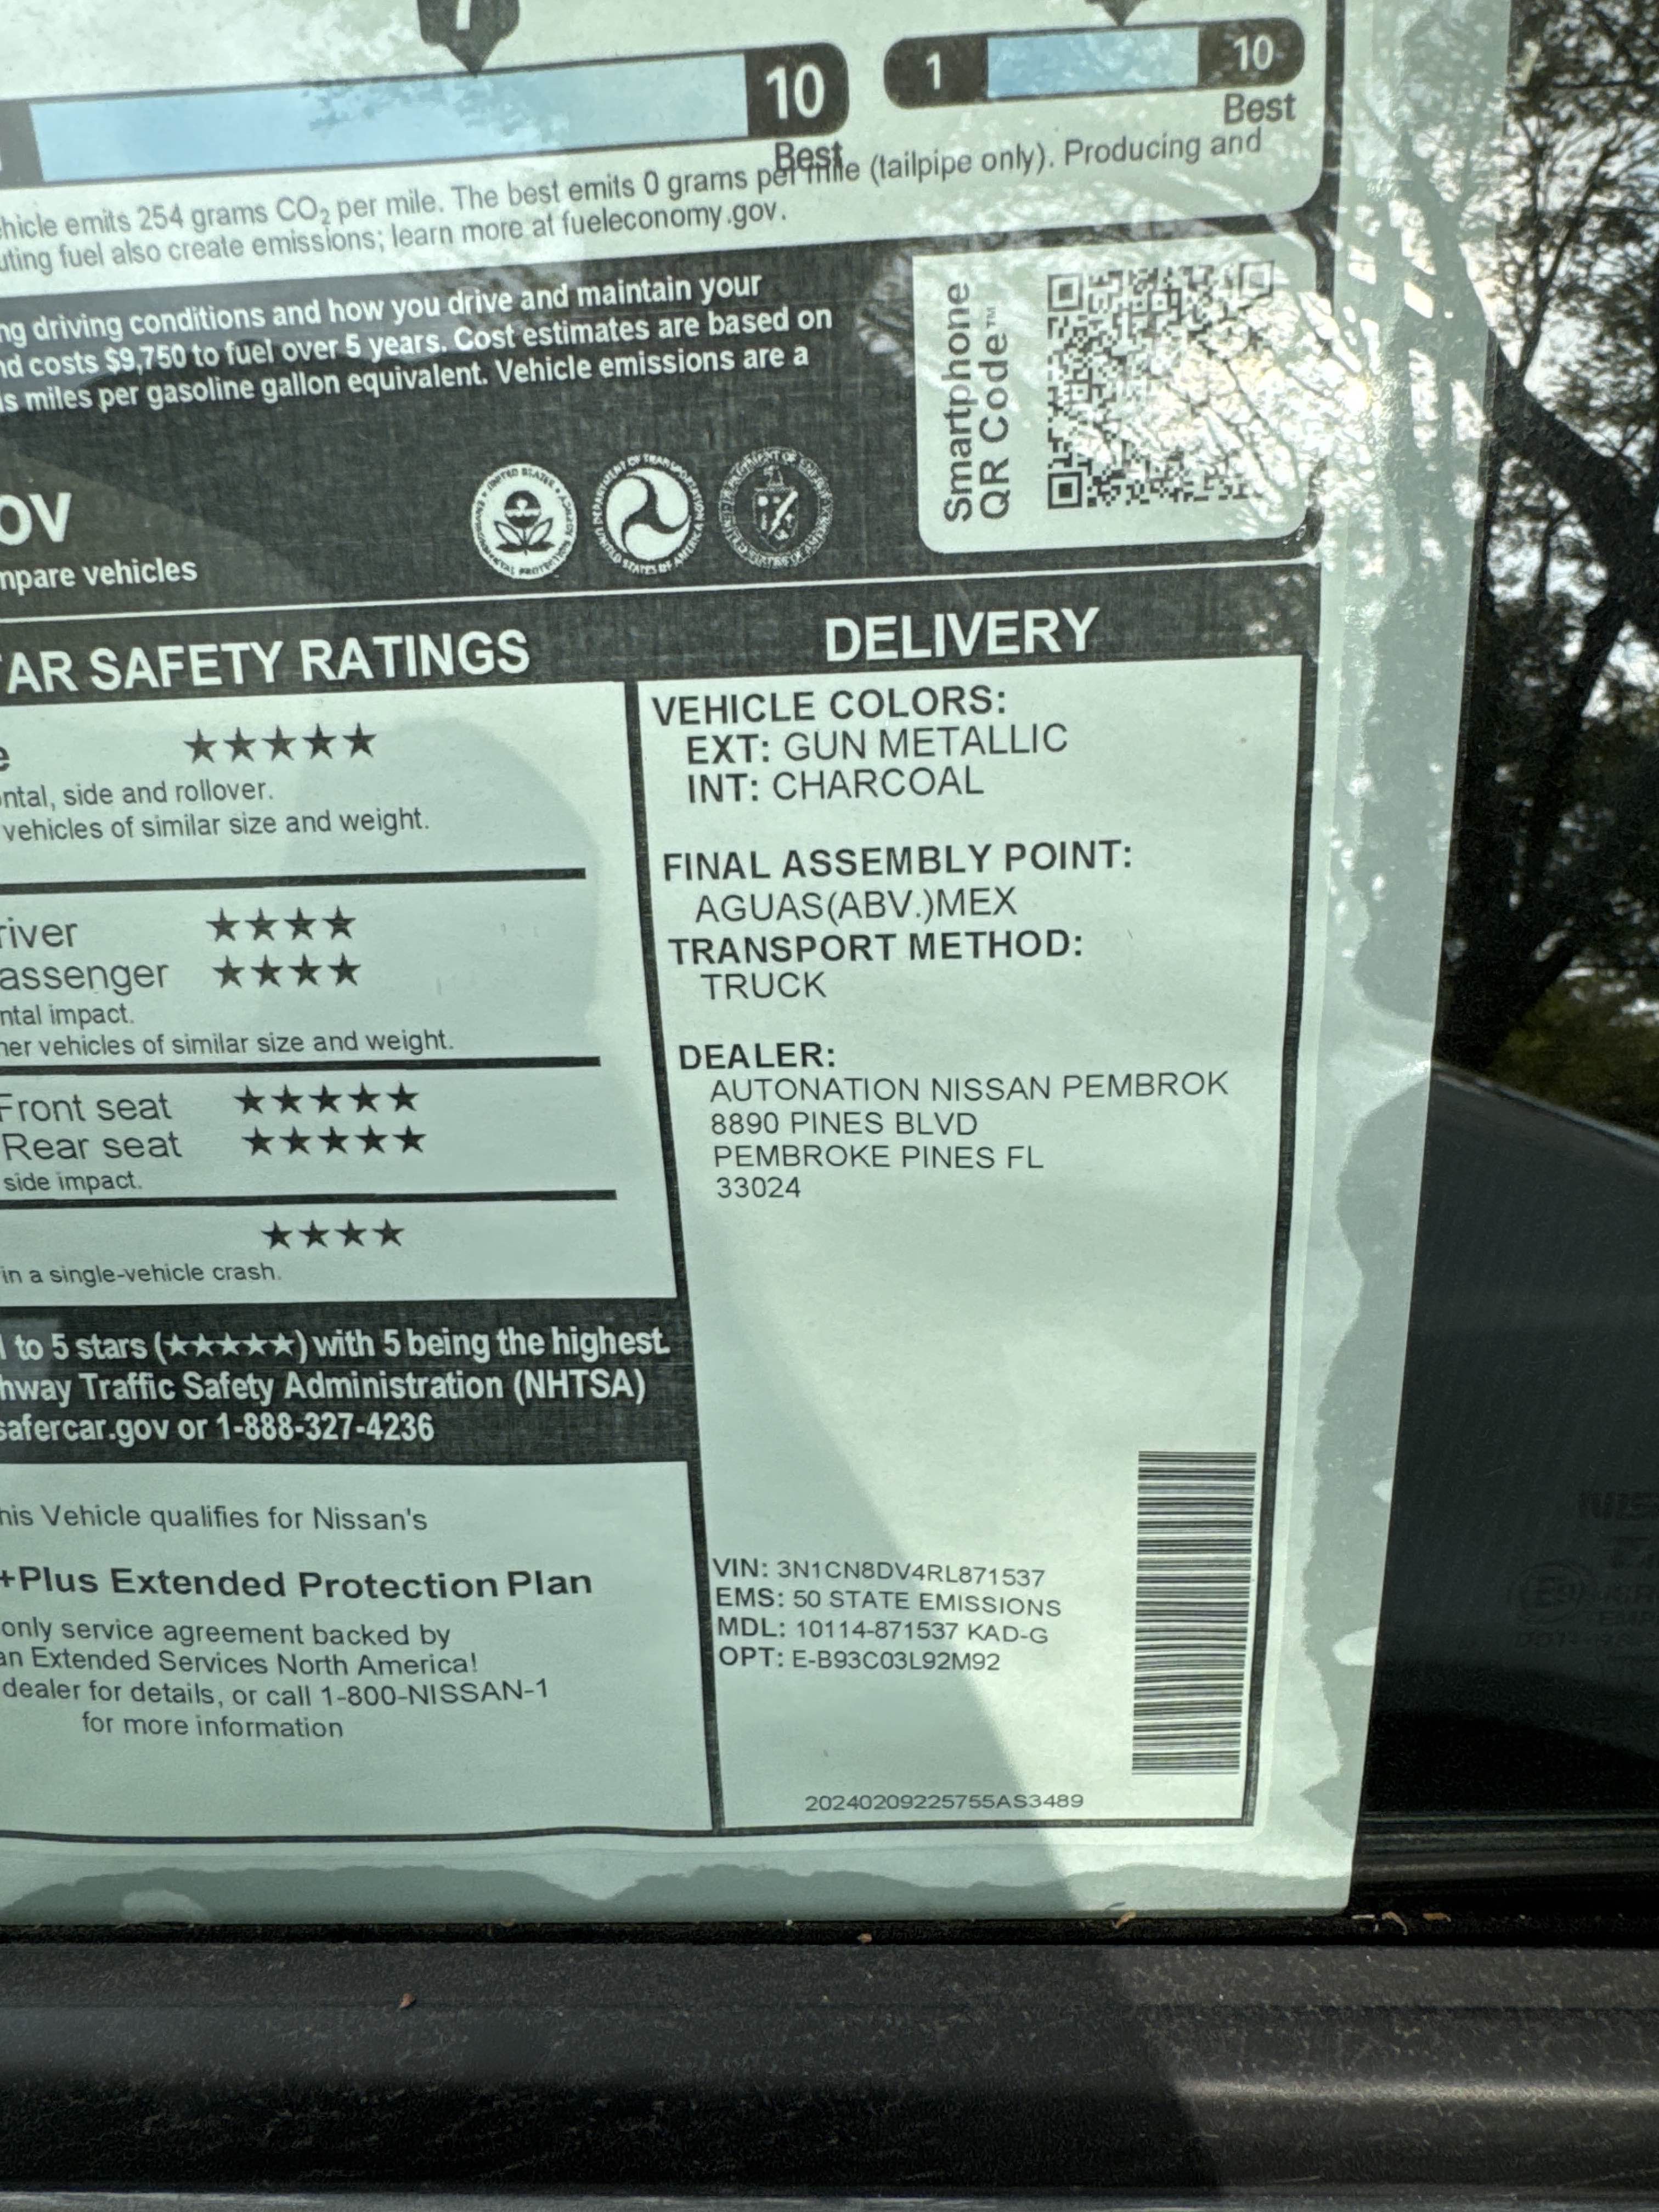 7
10
Best
1
10
Best
hicle emits 254 grams CO₂ per mile. The best emits 0 grams per mile (tailpipe only). Producing and
uting fuel also create emissions; learn more at fueleconomy.gov.
ng driving conditions and how you drive and maintain your
nd costs $9,750 to fuel over 5 years. Cost estimates are based on
is miles per gasoline gallon equivalent. Vehicle emissions are a
Smartphone
QR Code™
OV
mpare vehicles
AR SAFETY RATINGS
e ★★★★★
ontal, side and rollover.
vehicles of similar size and weight.
river ★★★★
assenger ★★★★
ntal impact.
her vehicles of similar size and weight.
Front seat ★★★★★
Rear seat ★★★★★
side impact.
★★★★
in a single-vehicle crash.
1 to 5 stars (★★★★★) with 5 being the highest.
hway Traffic Safety Administration (NHTSA)
safercar.gov or 1-888-327-4236
his Vehicle qualifies for Nissan's
+Plus Extended Protection Plan
only service agreement backed by
an Extended Services North America!
dealer for details, or call 1-800-NISSAN-1
for more information
DELIVERY
VEHICLE COLORS:
EXT: GUN METALLIC
INT: CHARCOAL
FINAL ASSEMBLY POINT:
AGUAS(ABV.)MEX
TRANSPORT METHOD:
TRUCK
DEALER:
AUTONATION NISSAN PEMBROK
8890 PINES BLVD
PEMBROKE PINES FL
33024
VIN: 3N1CN8DV4RL871537
EMS: 50 STATE EMISSIONS
MDL: 10114-871537 KAD-G
OPT: E-B93C03L92M92
20240209225755AS3489